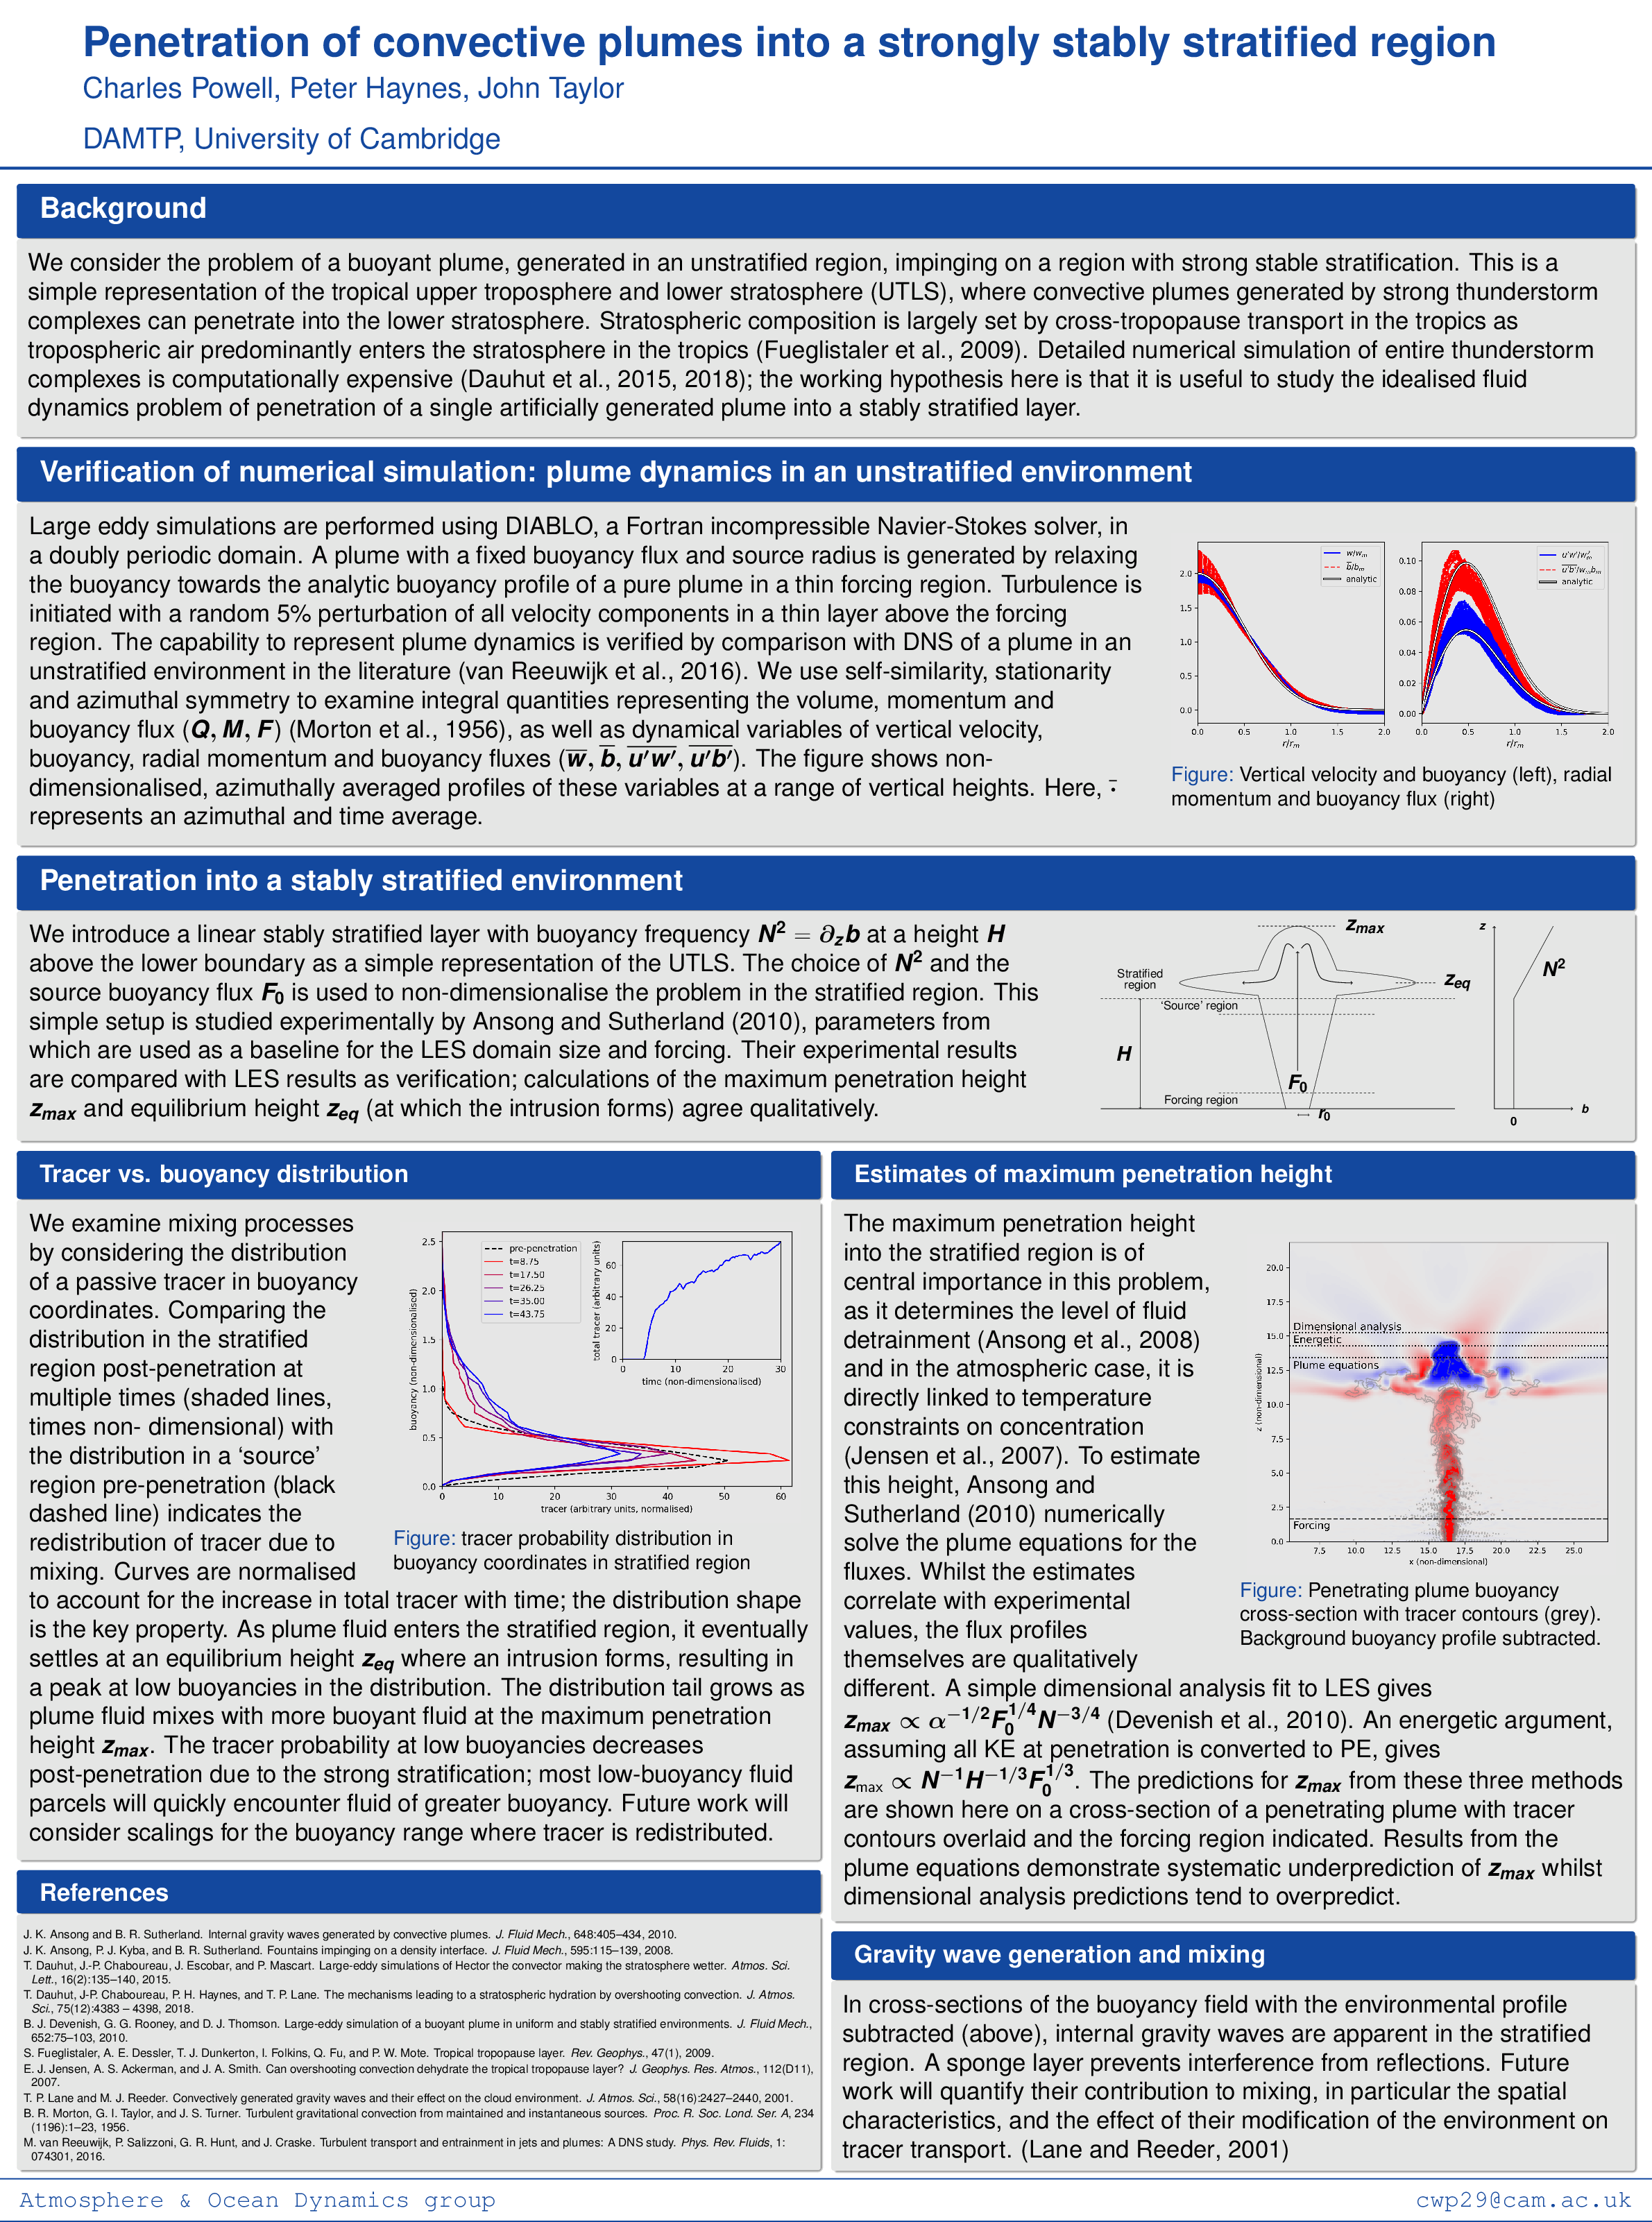 Penetration of convective plumes into a strongly stably stratified region
Charles Powell, Peter Haynes, John Taylor
DAMTP, University of Cambridge
Background
We consider the problem of a buoyant plume, generated in an unstratified region, impinging on a region with strong stable stratification. This is a
simple representation of the tropical upper troposphere and lower stratosphere (UTLS), where convective plumes generated by strong thunderstorm
complexes can penetrate into the lower stratosphere. Stratospheric composition is largely set by cross-tropopause transport in the tropics as
tropospheric air predominantly enters the stratosphere in the tropics (Fueglistaler et al., 2009). Detailed numerical simulation of entire thunderstorm
complexes is computationally expensive (Dauhut et al., 2015, 2018); the working hypothesis here is that it is useful to study the idealised fluid
dynamics problem of penetration of a single artificially generated plume into a stably stratified layer.
Verification of numerical simulation: plume dynamics in an unstratified environment
Large eddy simulations are performed using DIABLO, a Fortran incompressible Navier-Stokes solver, in
a doubly periodic domain. A plume with a fixed buoyancy flux and source radius is generated by relaxing
the buoyancy towards the analytic buoyancy profile of a pure plume in a thin forcing region. Turbulence is
initiated with a random 5% perturbation of all velocity components in a thin layer above the forcing
region. The capability to represent plume dynamics is verified by comparison with DNS of a plume in an
unstratified environment in the literature (van Reeuwijk et al., 2016). We use self-similarity, stationarity
and azimuthal symmetry to examine integral quantities representing the volume, momentum and
buoyancy flux (Q, M, F) (Morton et al., 1956), as well as dynamical variables of vertical velocity,
buoyancy, radial momentum and buoyancy fluxes (w̅, b̅, u′w′̅, u′b′̅). The figure shows non-
dimensionalised, azimuthally averaged profiles of these variables at a range of vertical heights. Here, ·̅
represents an azimuthal and time average.
w/wₘ
b̅/bₘ
analytic
2.0
1.5
1.0
0.5
0.0
0.0 0.5 1.0 1.5 2.0
r/rₘ
u′w′/w²ₘ
u′b′̅/wₘbₘ
analytic
0.10
0.08
0.06
0.04
0.02
0.00
0.0 0.5 1.0 1.5 2.0
r/rₘ
Figure: Vertical velocity and buoyancy (left), radial
momentum and buoyancy flux (right)
Penetration into a stably stratified environment
We introduce a linear stably stratified layer with buoyancy frequency N² = ∂_z b at a height H
above the lower boundary as a simple representation of the UTLS. The choice of N² and the
source buoyancy flux F₀ is used to non-dimensionalise the problem in the stratified region. This
simple setup is studied experimentally by Ansong and Sutherland (2010), parameters from
which are used as a baseline for the LES domain size and forcing. Their experimental results
are compared with LES results as verification; calculations of the maximum penetration height
z_max and equilibrium height z_eq (at which the intrusion forms) agree qualitatively.
z_max
Stratified
region
z_eq
'Source' region
H
F₀
Forcing region
r₀
z
N²
b
0
Tracer vs. buoyancy distribution
We examine mixing processes
by considering the distribution
of a passive tracer in buoyancy
coordinates. Comparing the
distribution in the stratified
region post-penetration at
multiple times (shaded lines,
times non- dimensional) with
the distribution in a 'source'
region pre-penetration (black
dashed line) indicates the
redistribution of tracer due to
mixing. Curves are normalised
to account for the increase in total tracer with time; the distribution shape
is the key property. As plume fluid enters the stratified region, it eventually
settles at an equilibrium height z_eq where an intrusion forms, resulting in
a peak at low buoyancies in the distribution. The distribution tail grows as
plume fluid mixes with more buoyant fluid at the maximum penetration
height z_max. The tracer probability at low buoyancies decreases
post-penetration due to the strong stratification; most low-buoyancy fluid
parcels will quickly encounter fluid of greater buoyancy. Future work will
consider scalings for the buoyancy range where tracer is redistributed.
pre-penetration
t=8.75
t=17.50
t=26.25
t=35.00
t=43.75
2.5
2.0
1.5
1.0
0.5
0.0
buoyancy (non-dimensionalised)
0 10 20 30 40 50 60
tracer (arbitrary units, normalised)
total tracer (arbitrary units)
60
40
20
0
0 10 20 30
time (non-dimensionalised)
Figure: tracer probability distribution in
buoyancy coordinates in stratified region
Estimates of maximum penetration height
The maximum penetration height
into the stratified region is of
central importance in this problem,
as it determines the level of fluid
detrainment (Ansong et al., 2008)
and in the atmospheric case, it is
directly linked to temperature
constraints on concentration
(Jensen et al., 2007). To estimate
this height, Ansong and
Sutherland (2010) numerically
solve the plume equations for the
fluxes. Whilst the estimates
correlate with experimental
values, the flux profiles
themselves are qualitatively
different. A simple dimensional analysis fit to LES gives
z_max ∝ α^{−1/2}F₀^{1/4}N^{−3/4} (Devenish et al., 2010). An energetic argument,
assuming all KE at penetration is converted to PE, gives
z_max ∝ N^{−1}H^{−1/3}F₀^{1/3}. The predictions for z_max from these three methods
are shown here on a cross-section of a penetrating plume with tracer
contours overlaid and the forcing region indicated. Results from the
plume equations demonstrate systematic underprediction of z_max whilst
dimensional analysis predictions tend to overpredict.
20.0
17.5
15.0
12.5
10.0
7.5
5.0
2.5
0.0
z (non-dimensional)
Dimensional analysis
Energetic
Plume equations
Forcing
7.5 10.0 12.5 15.0 17.5 20.0 22.5 25.0
x (non-dimensional)
Figure: Penetrating plume buoyancy
cross-section with tracer contours (grey).
Background buoyancy profile subtracted.
References
J. K. Ansong and B. R. Sutherland. Internal gravity waves generated by convective plumes. J. Fluid Mech., 648:405–434, 2010.
J. K. Ansong, P. J. Kyba, and B. R. Sutherland. Fountains impinging on a density interface. J. Fluid Mech., 595:115–139, 2008.
T. Dauhut, J.-P. Chaboureau, J. Escobar, and P. Mascart. Large-eddy simulations of Hector the convector making the stratosphere wetter. Atmos. Sci.
Lett., 16(2):135–140, 2015.
T. Dauhut, J-P. Chaboureau, P. H. Haynes, and T. P. Lane. The mechanisms leading to a stratospheric hydration by overshooting convection. J. Atmos.
Sci., 75(12):4383 – 4398, 2018.
B. J. Devenish, G. G. Rooney, and D. J. Thomson. Large-eddy simulation of a buoyant plume in uniform and stably stratified environments. J. Fluid Mech.,
652:75–103, 2010.
S. Fueglistaler, A. E. Dessler, T. J. Dunkerton, I. Folkins, Q. Fu, and P. W. Mote. Tropical tropopause layer. Rev. Geophys., 47(1), 2009.
E. J. Jensen, A. S. Ackerman, and J. A. Smith. Can overshooting convection dehydrate the tropical tropopause layer? J. Geophys. Res. Atmos., 112(D11),
2007.
T. P. Lane and M. J. Reeder. Convectively generated gravity waves and their effect on the cloud environment. J. Atmos. Sci., 58(16):2427–2440, 2001.
B. R. Morton, G. I. Taylor, and J. S. Turner. Turbulent gravitational convection from maintained and instantaneous sources. Proc. R. Soc. Lond. Ser. A, 234
(1196):1–23, 1956.
M. van Reeuwijk, P. Salizzoni, G. R. Hunt, and J. Craske. Turbulent transport and entrainment in jets and plumes: A DNS study. Phys. Rev. Fluids, 1:
074301, 2016.
Gravity wave generation and mixing
In cross-sections of the buoyancy field with the environmental profile
subtracted (above), internal gravity waves are apparent in the stratified
region. A sponge layer prevents interference from reflections. Future
work will quantify their contribution to mixing, in particular the spatial
characteristics, and the effect of their modification of the environment on
tracer transport. (Lane and Reeder, 2001)
Atmosphere & Ocean Dynamics group
cwp29@cam.ac.uk